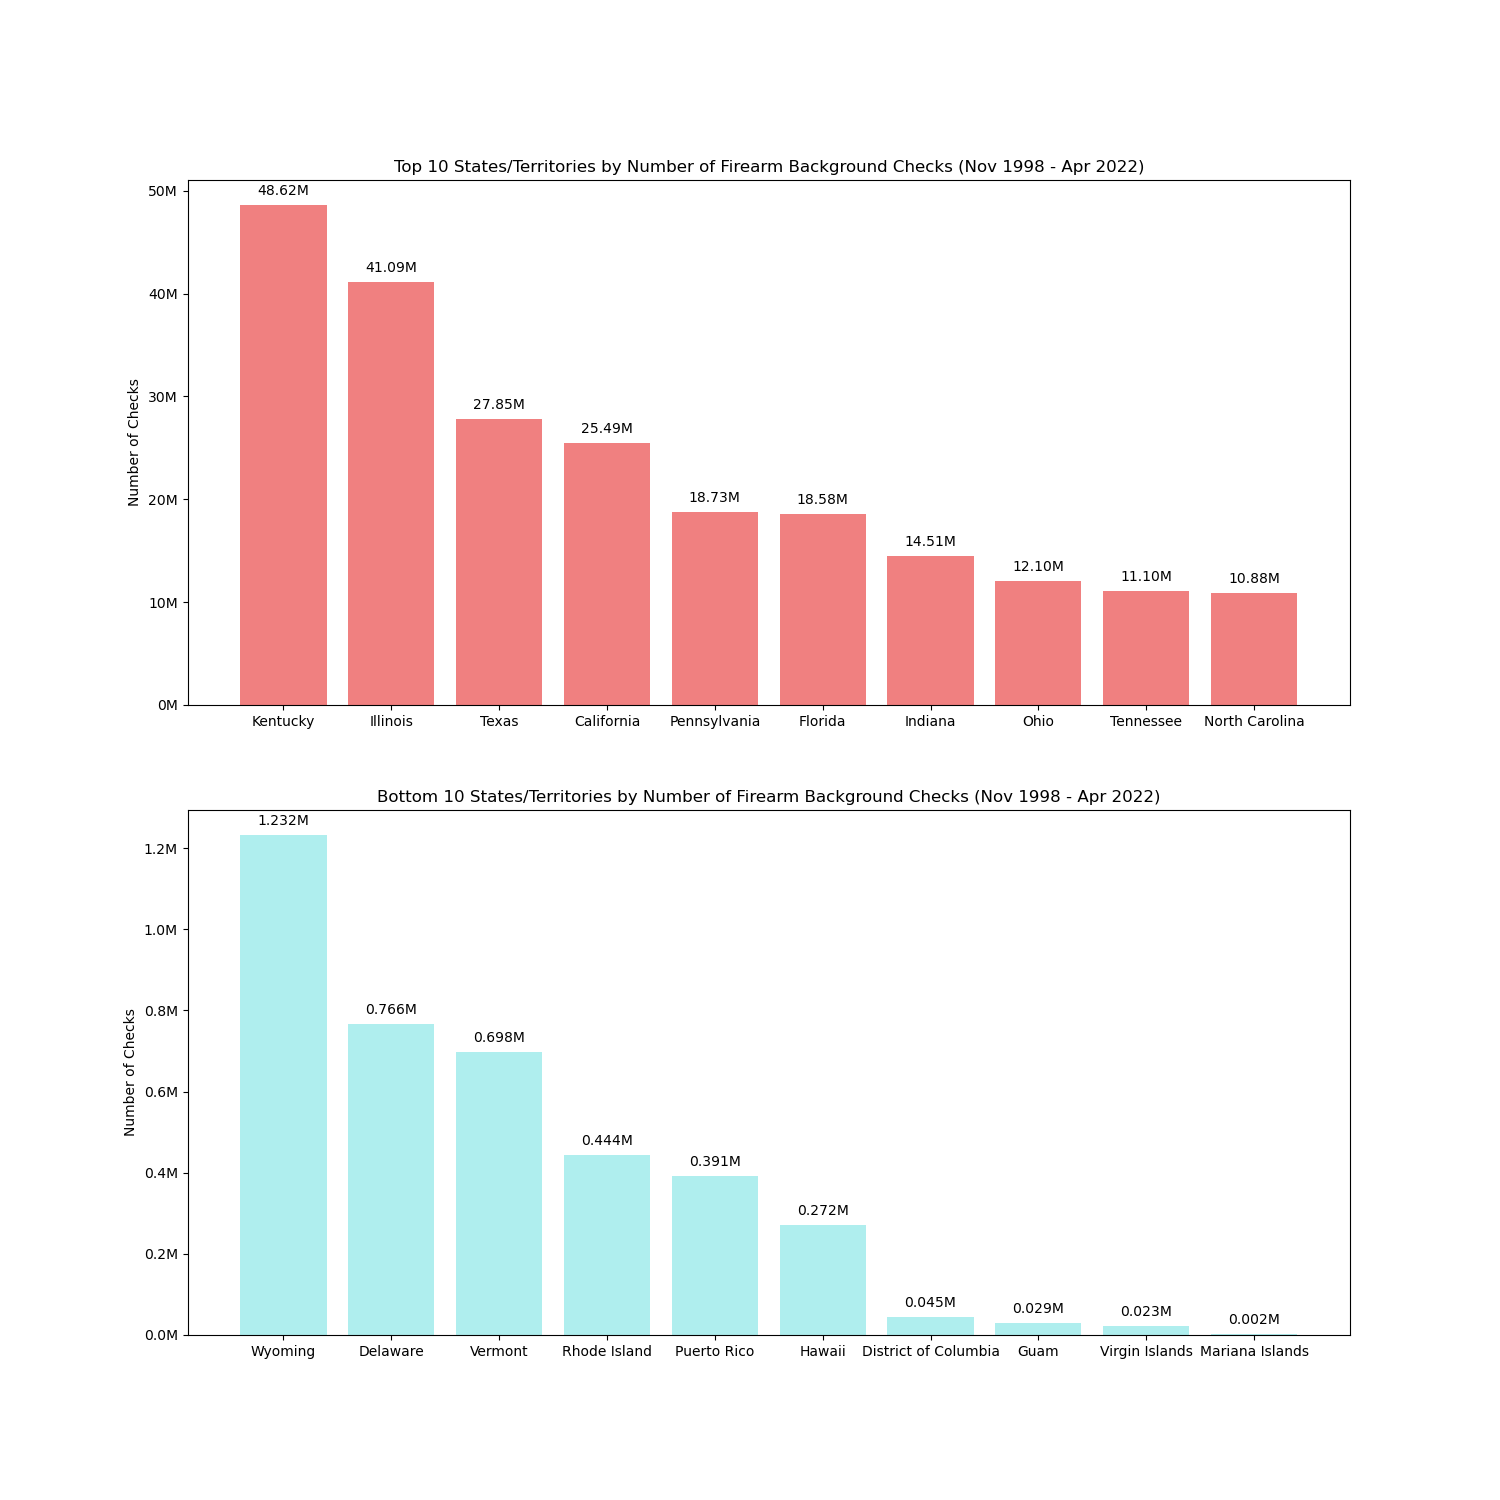 Top 10 States/Territories by Number of Firearm Background Checks (Nov 1998 - Apr 2022)
Number of Checks
50M
40M
30M
20M
10M
0M
48.62M
41.09M
27.85M
25.49M
18.73M
18.58M
14.51M
12.10M
11.10M
10.88M
Kentucky
Illinois
Texas
California
Pennsylvania
Florida
Indiana
Ohio
Tennessee
North Carolina
Bottom 10 States/Territories by Number of Firearm Background Checks (Nov 1998 - Apr 2022)
Number of Checks
1.2M
1.0M
0.8M
0.6M
0.4M
0.2M
0.0M
1.232M
0.766M
0.698M
0.444M
0.391M
0.272M
0.045M
0.029M
0.023M
0.002M
Wyoming
Delaware
Vermont
Rhode Island
Puerto Rico
Hawaii
District of Columbia
Guam
Virgin Islands
Mariana Islands